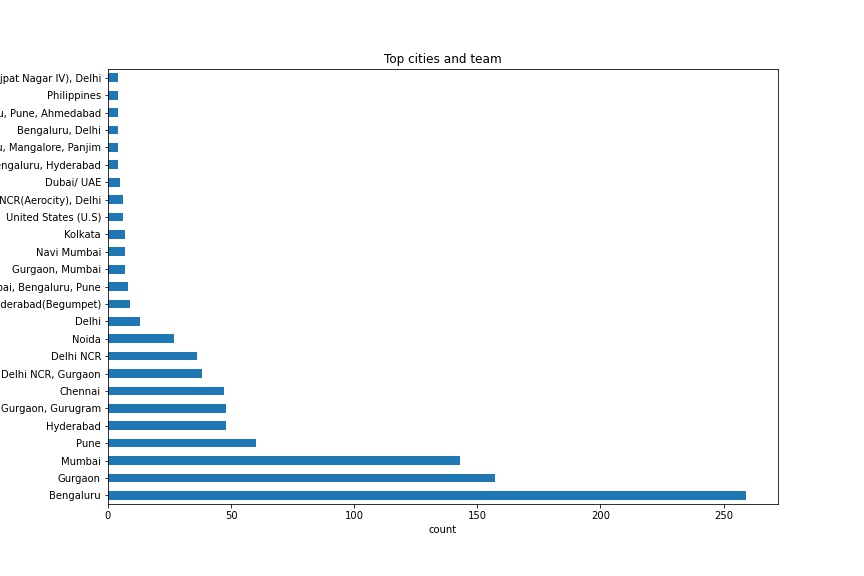 Top cities and team
jpat Nagar IV), Delhi
Philippines
u, Pune, Ahmedabad
Bengaluru, Delhi
u, Mangalore, Panjim
engaluru, Hyderabad
Dubai/ UAE
NCR(Aerocity), Delhi
United States (U.S)
Kolkata
Navi Mumbai
Gurgaon, Mumbai
bai, Bengaluru, Pune
derabad(Begumpet)
Delhi
Noida
Delhi NCR
Delhi NCR, Gurgaon
Chennai
Gurgaon, Gurugram
Hyderabad
Pune
Mumbai
Gurgaon
Bengaluru
0 50 100 150 200 250
count